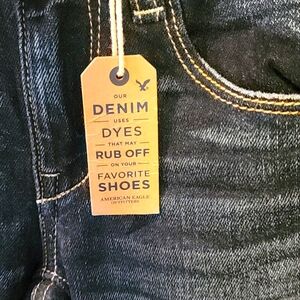 OUR
DENIM
USES
DYES
THAT MAY
RUB OFF
ON YOUR
FAVORITE
SHOES
AMERICAN EAGLE
OUTFITTERS